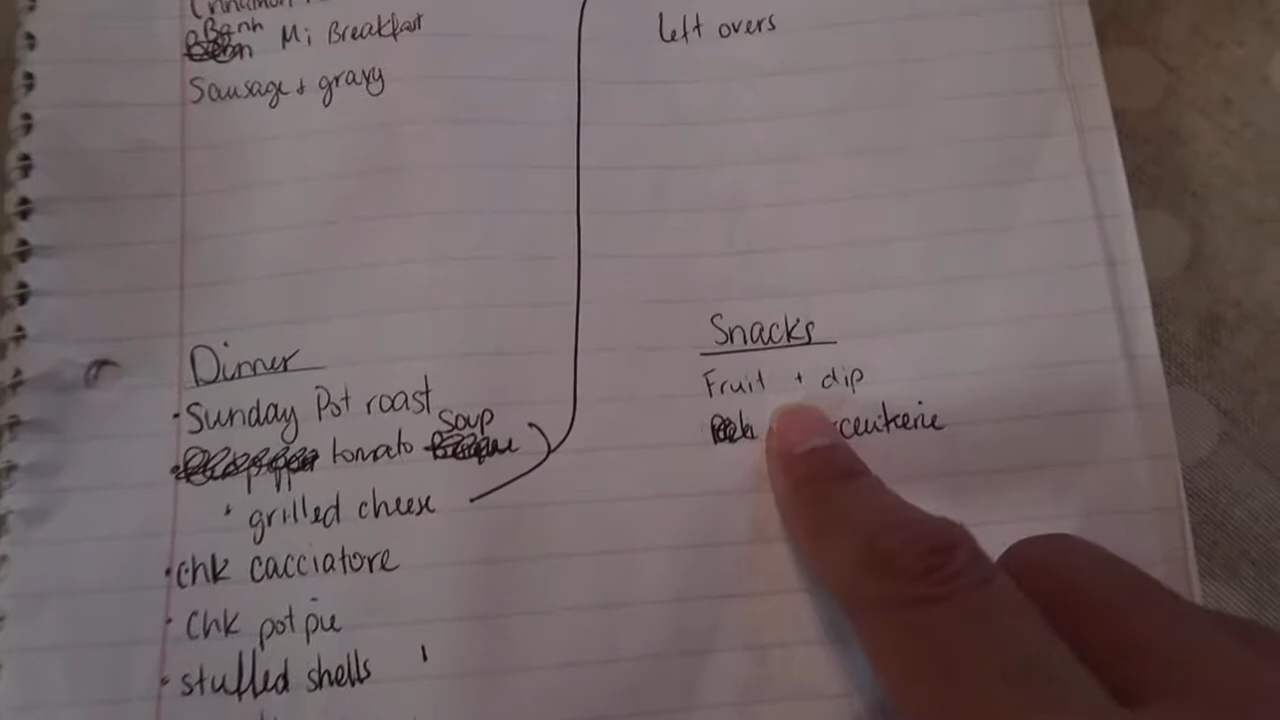 Banh Mi Breakfast
Sausage + gravy
left overs
Dinner
Sunday Pot roast
tomato soup
grilled cheese
chk cacciatore
Chk pot pie
stuffed shells
Snacks
Fruit + dip